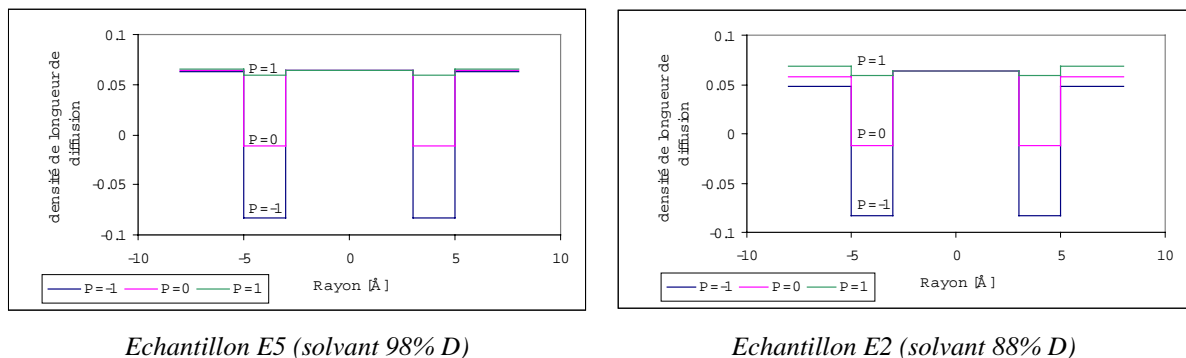 0.1
0.05
0
-0.05
-0.1
-10
-5
0
5
10
densité de longueur de
diffusion
P=1
P=0
P=-1
Rayon [Å]
P=-1
P=0
P=1
Echantillon E5 (solvant 98% D)
0.1
0.05
0
-0.05
-0.1
-10
-5
0
5
10
densité de longueur de
diffusion
P=1
P=0
P=-1
Rayon [Å]
P=-1
P=0
P=1
Echantillon E2 (solvant 88% D)